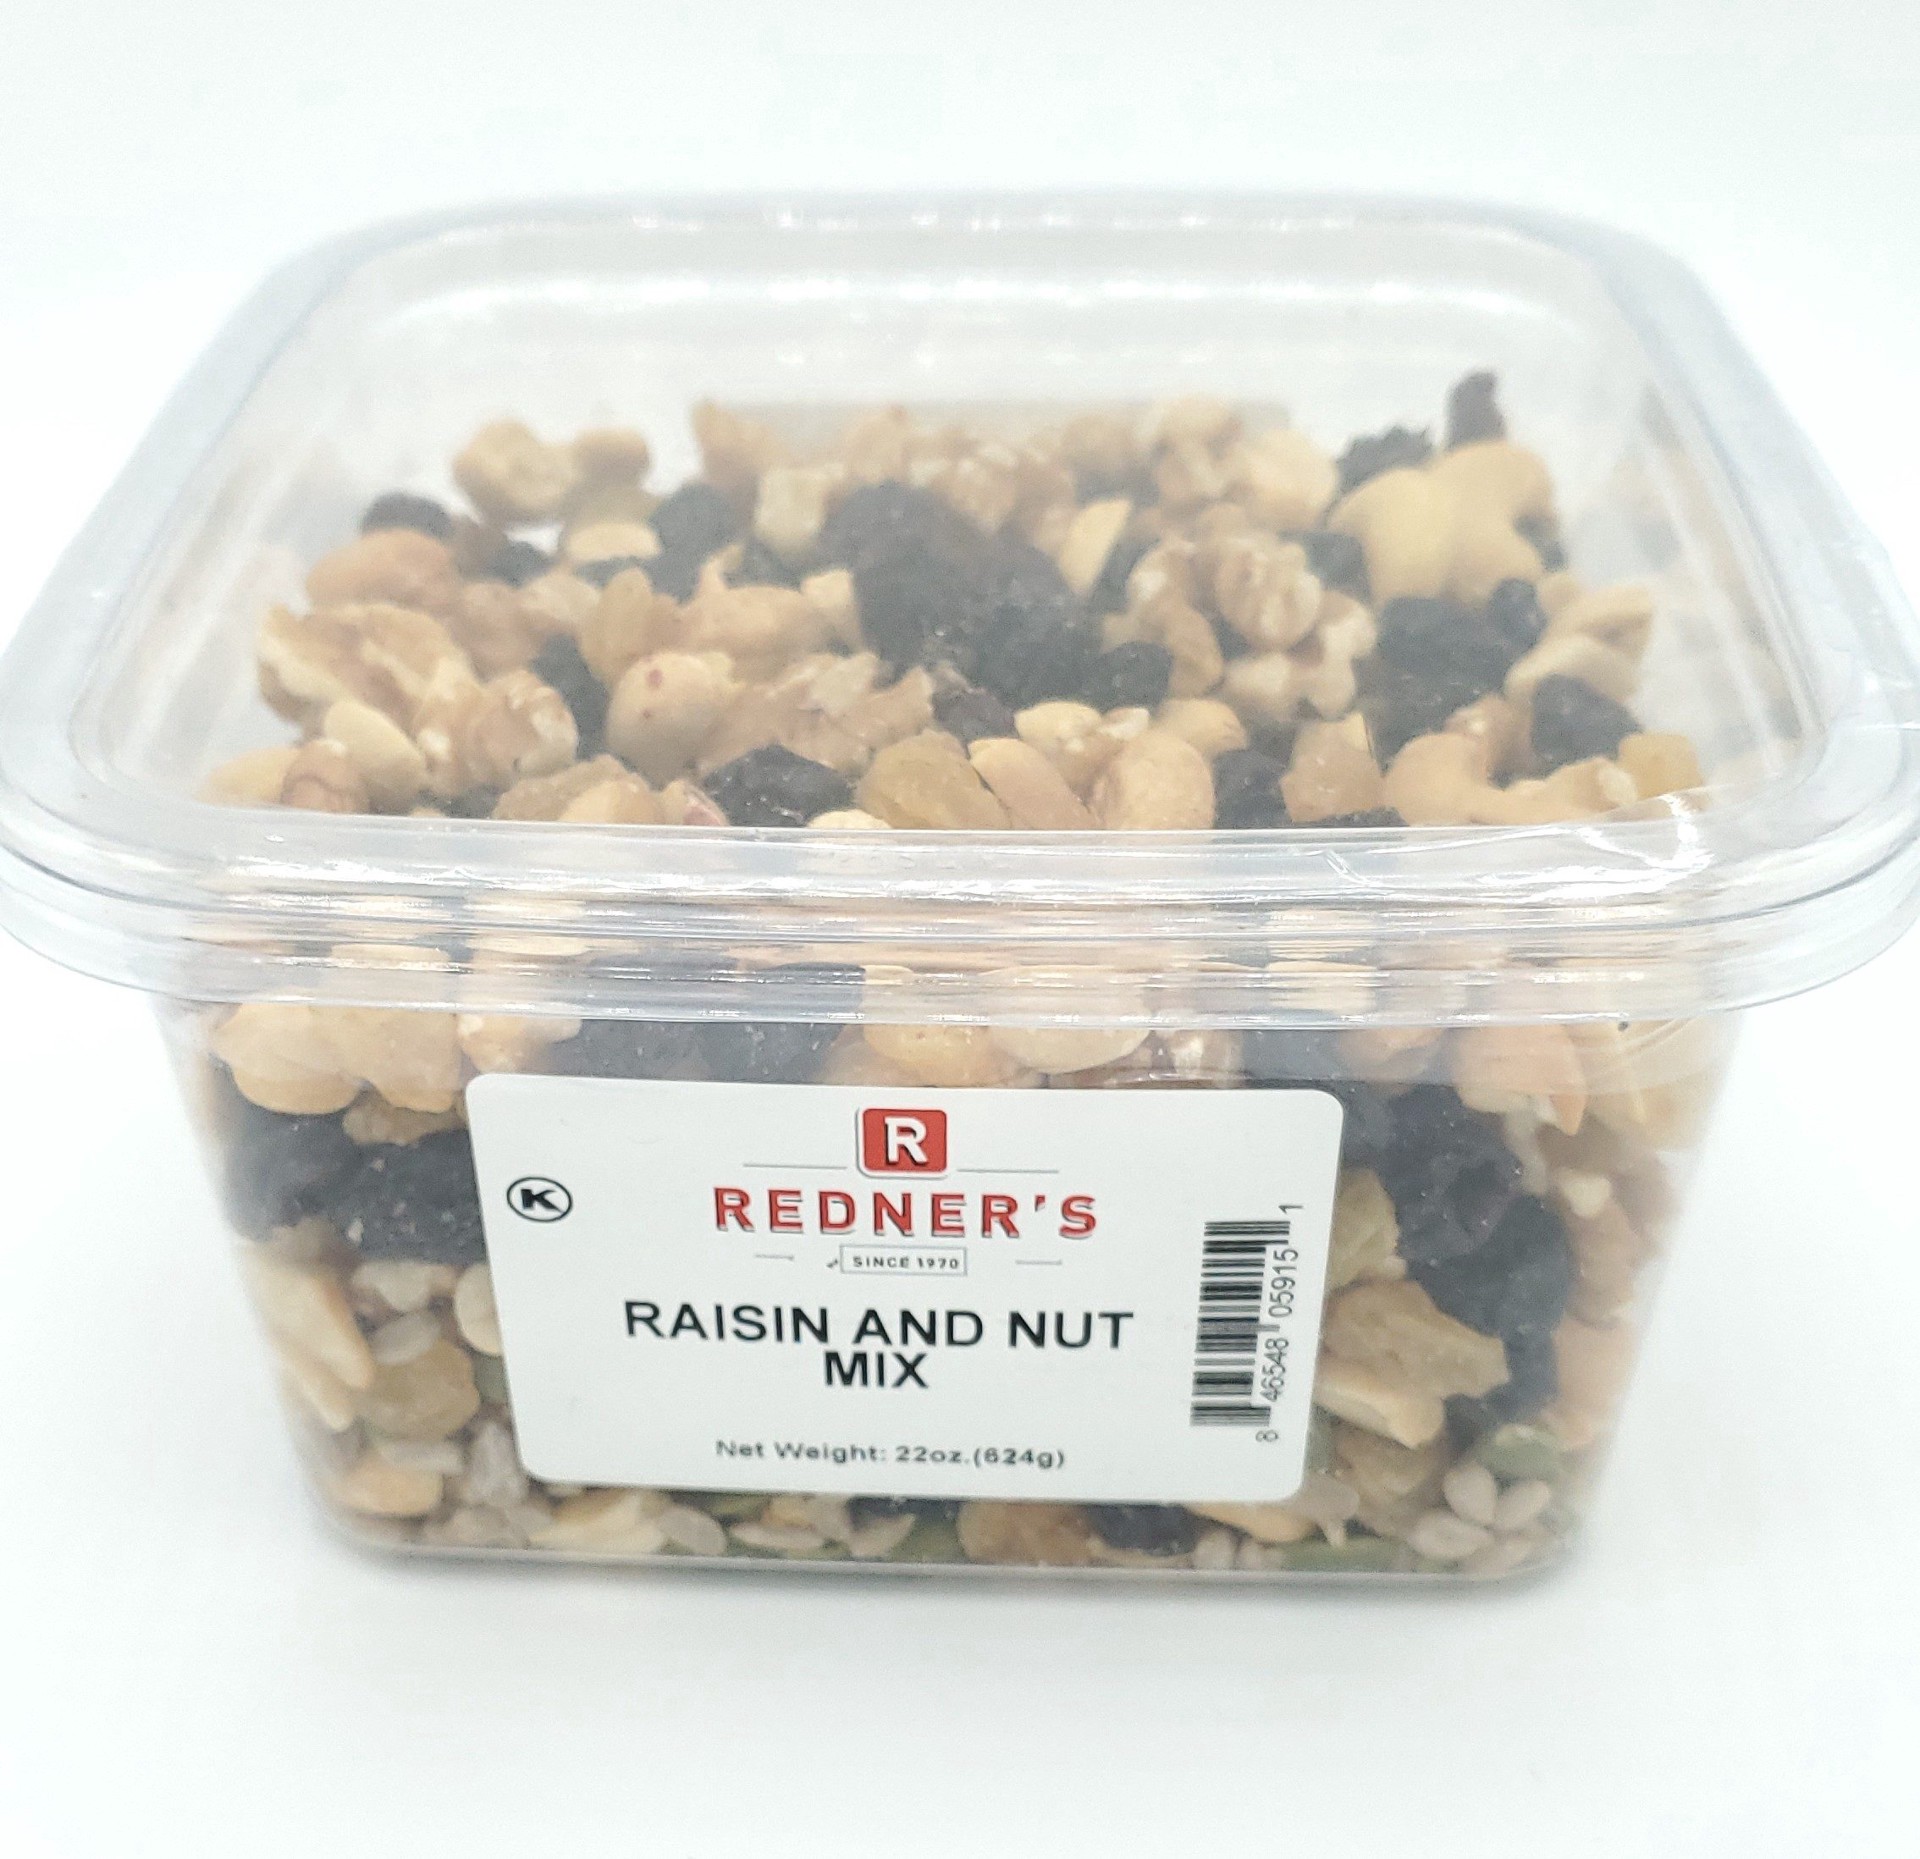 R
K
REDNER'S
SINCE 1970
RAISIN AND NUT
MIX
Net Weight: 22oz.(624g)
8 46548 05915 1